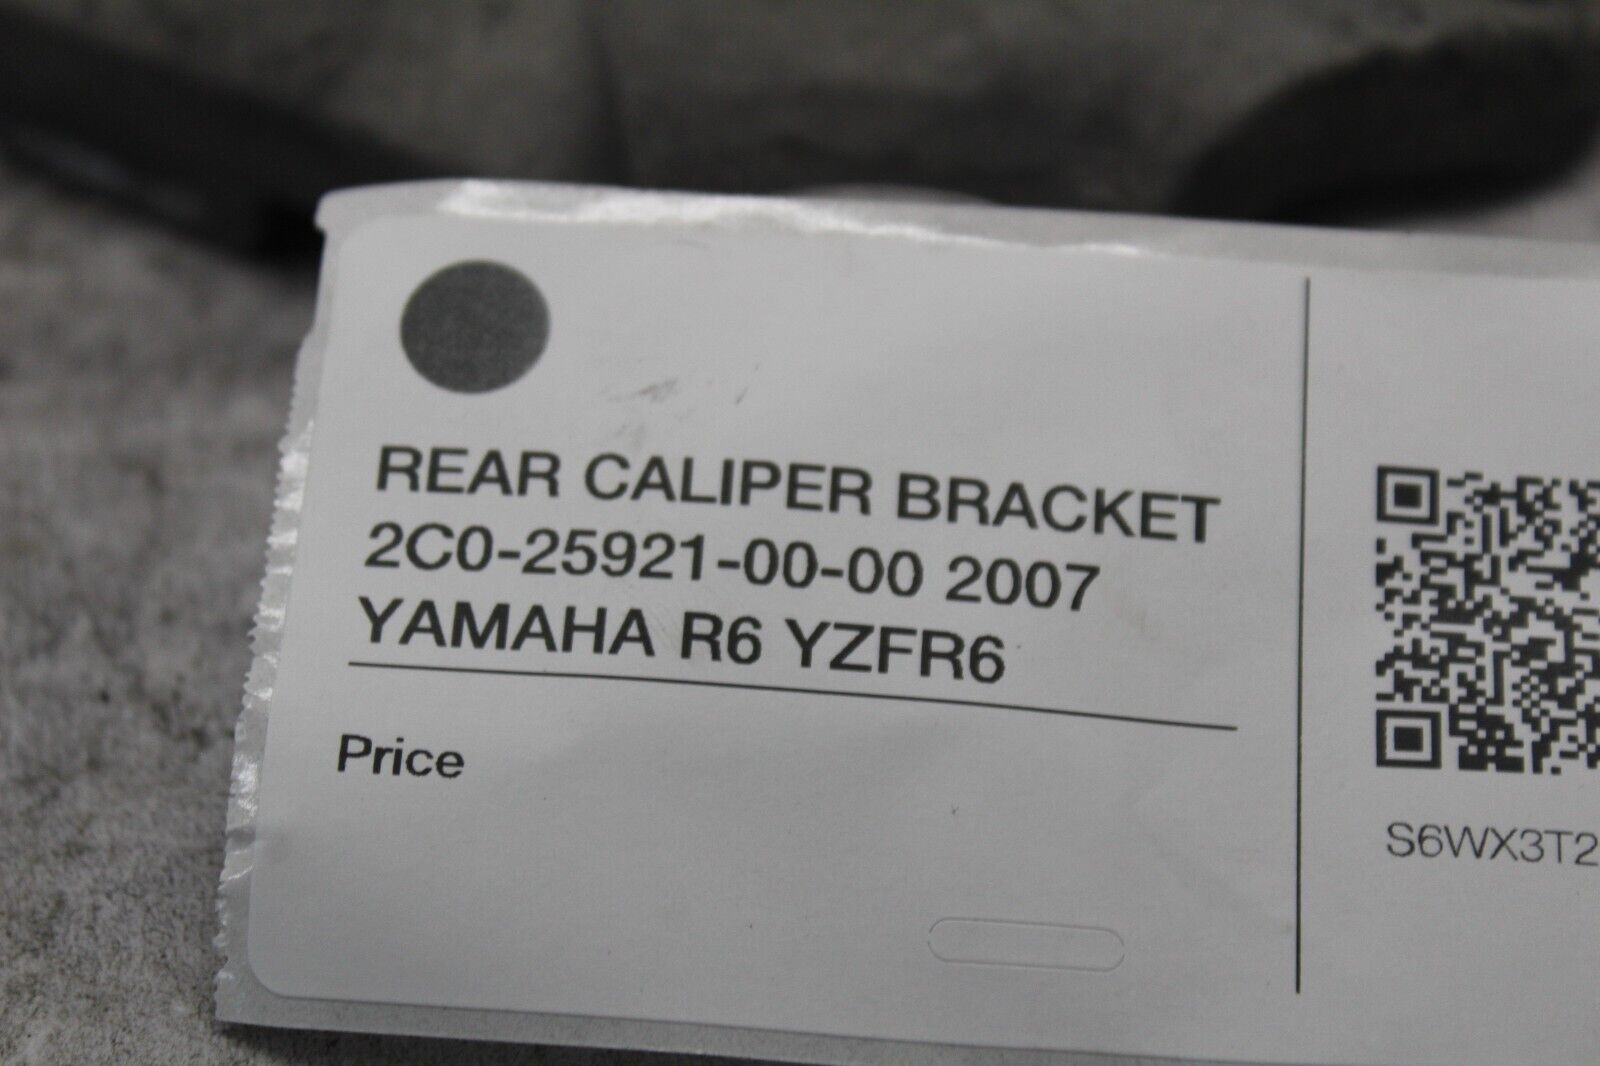 REAR CALIPER BRACKET
2C0-25921-00-00 2007
YAMAHA R6 YZFR6
Price
S6WX3T2